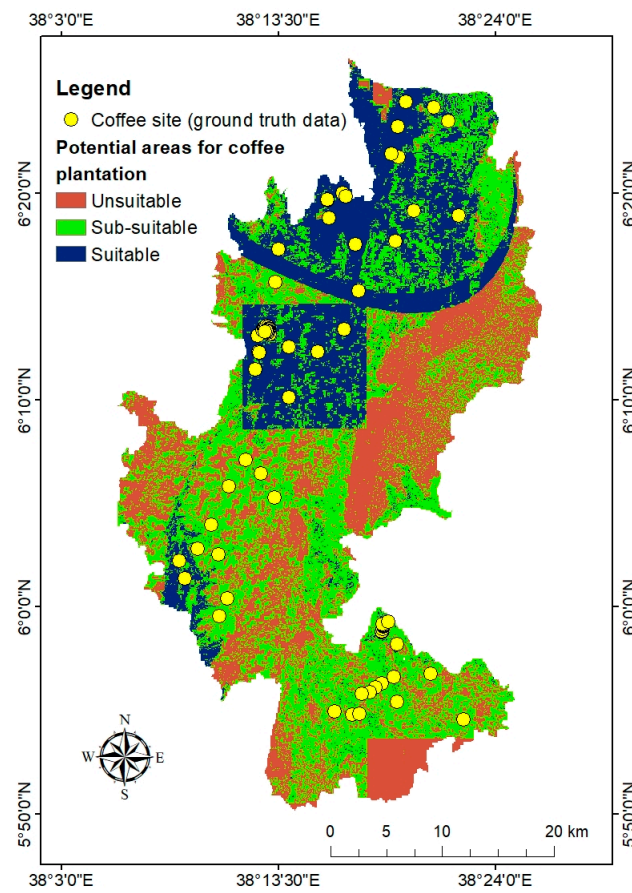 38°3'0"E 38°13'30"E 38°24'0"E
Legend
Coffee site (ground truth data)
Potential areas for coffee
plantation
Unsuitable
Sub-suitable
Suitable
6°20'0"N 6°20'0"N
6°10'0"N 6°10'0"N
6°0'0"N 6°0'0"N
N
W E
S
5°50'0"N 5°50'0"N
0 5 10 20 km
38°3'0"E 38°13'30"E 38°24'0"E